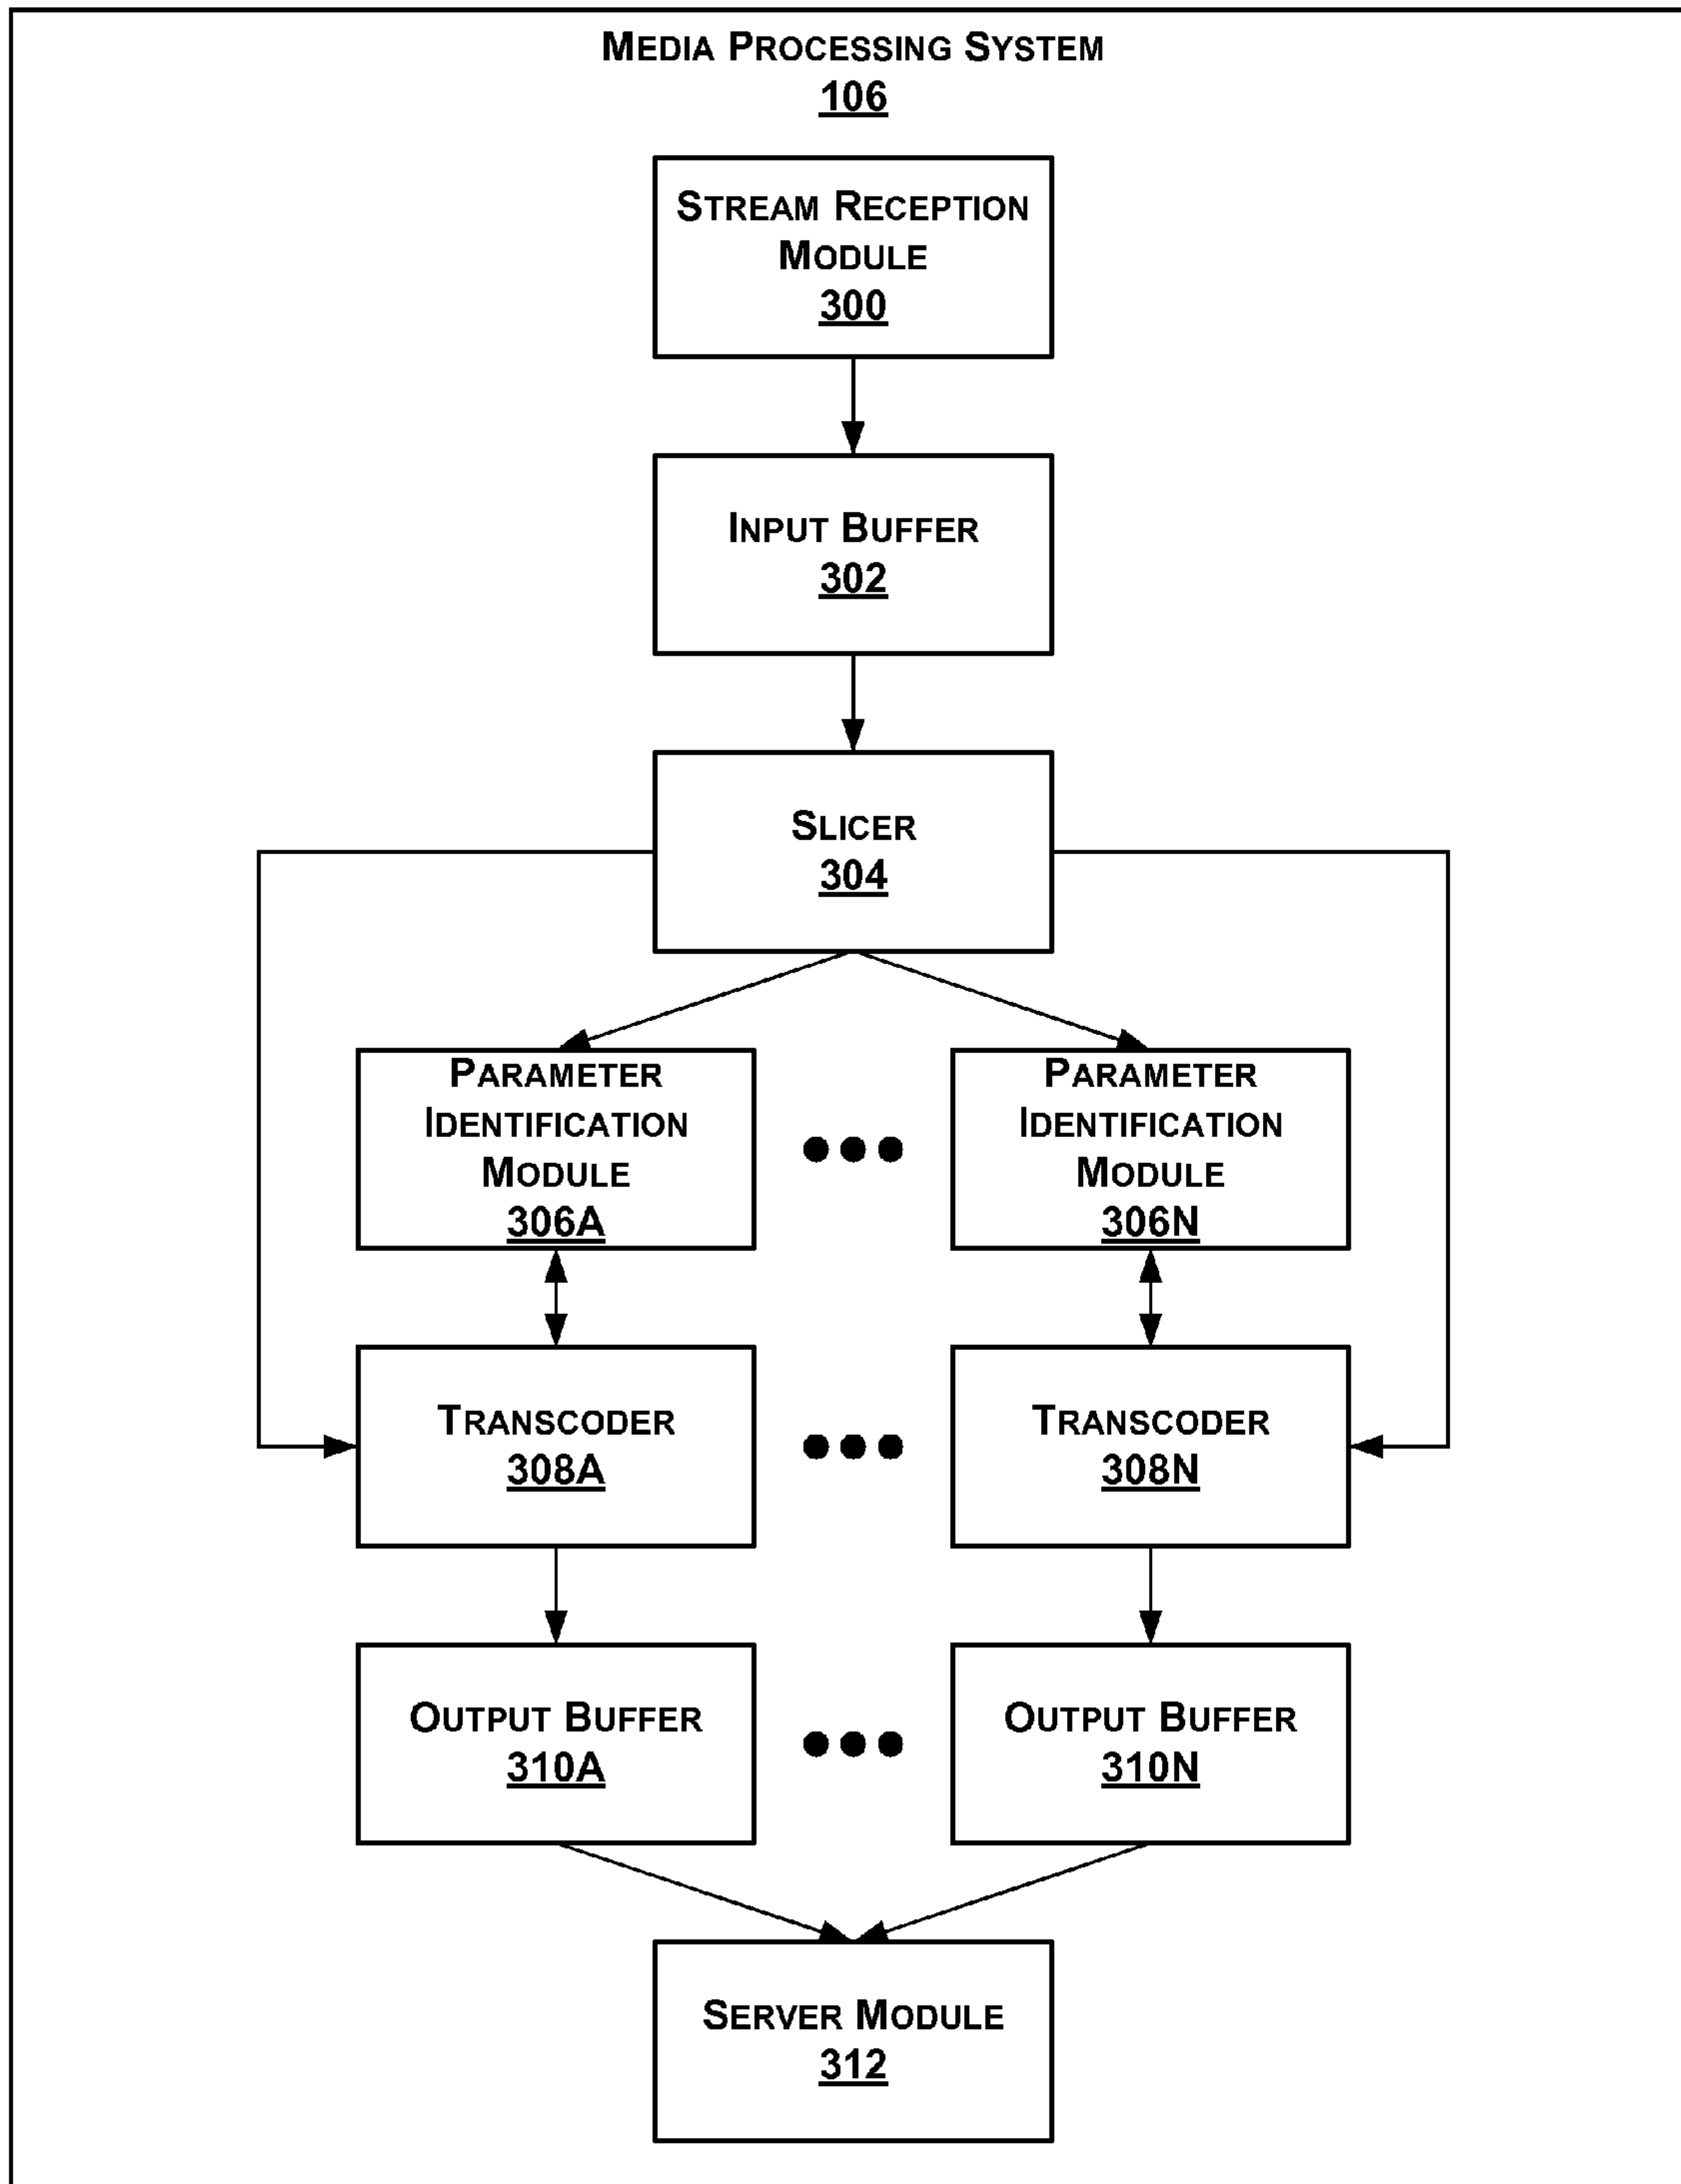 MEDIA PROCESSING SYSTEM
106
STREAM RECEPTION
MODULE
300
INPUT BUFFER
302
SLICER
304
PARAMETER
IDENTIFICATION
MODULE
306A
PARAMETER
IDENTIFICATION
MODULE
306N
TRANSCODER
308A
TRANSCODER
308N
OUTPUT BUFFER
310A
OUTPUT BUFFER
310N
SERVER MODULE
312